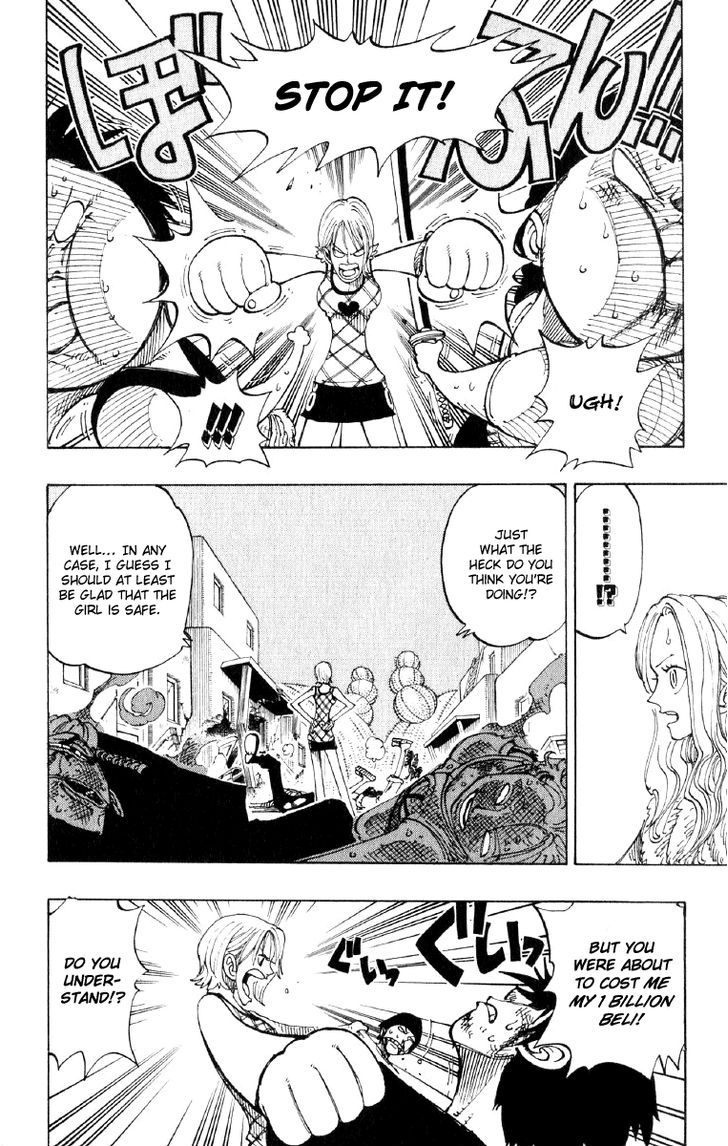 ぼ
STOP IT!
ふん!!!
!!!
UGH!
..........!?
JUST
WHAT THE
HECK DO YOU
THINK YOU'RE
DOING!?
WELL... IN ANY
CASE, I GUESS I
SHOULD AT LEAST
BE GLAD THAT THE
GIRL IS SAFE.
BUT YOU
WERE ABOUT
TO COST ME
MY 1 BILLION
BELI!
ぐいっ
ぐいっ
DO YOU
UNDER-
STAND!?